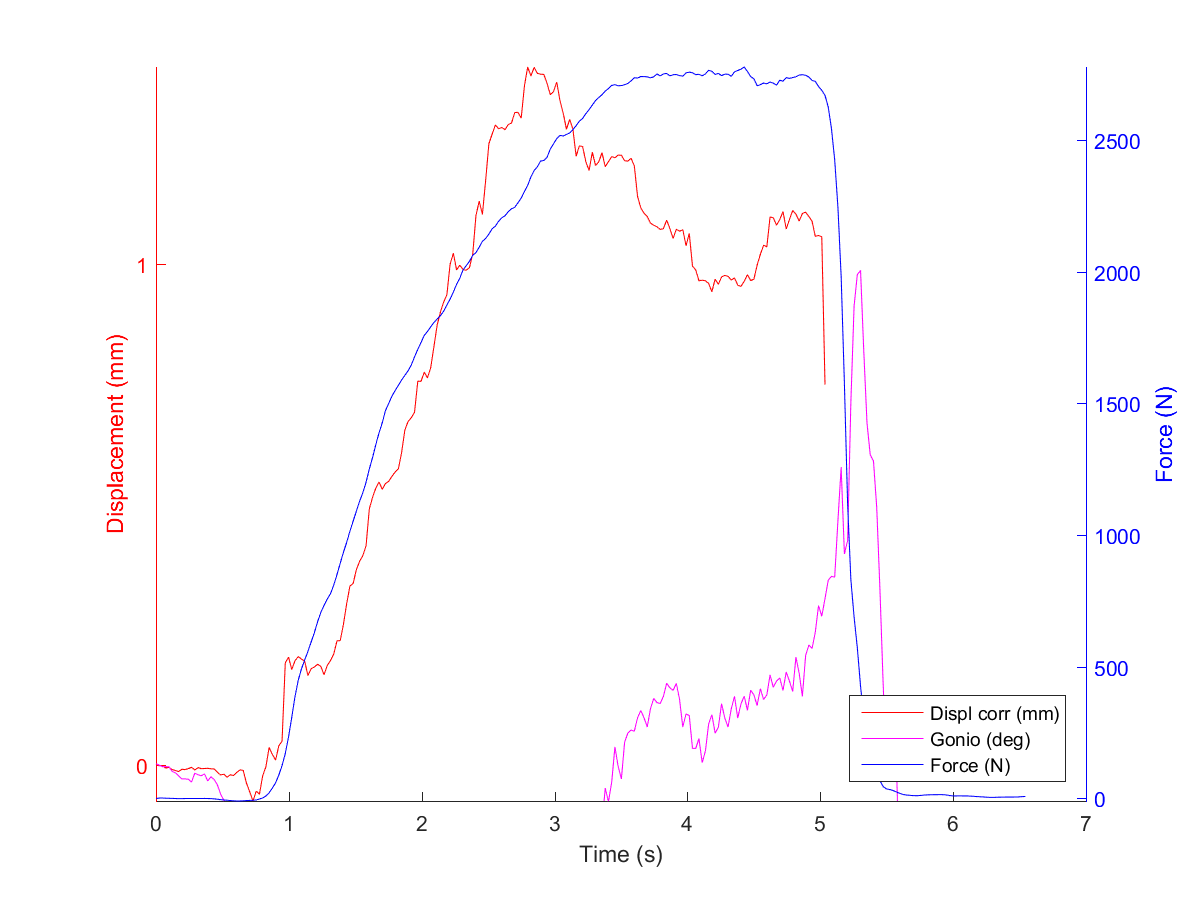 Displacement (mm)
1
0
2500
2000
1500
1000
500
0
Force (N)
Displ corr (mm)
Gonio (deg)
Force (N)
0 1 2 3 4 5 6 7
Time (s)